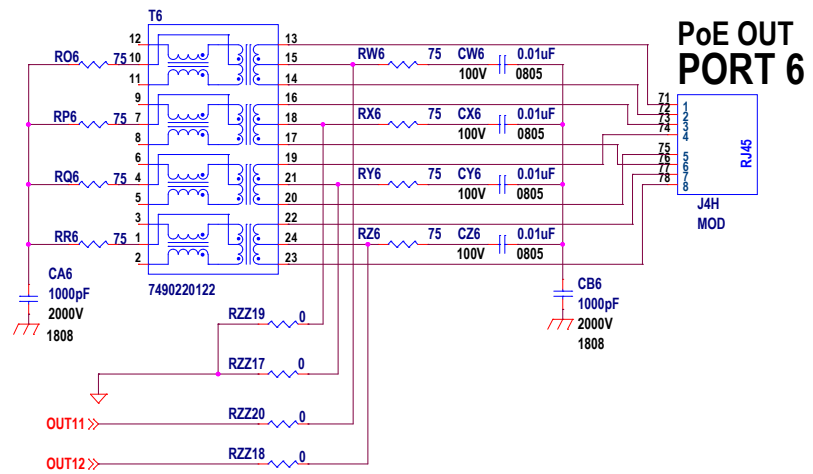 T6
PoE OUT
PORT 6
12
13
RO6
75
10
15
RW6
75
CW6
0.01uF
100V
0805
11
14
9
16
71
72
73
74
1
2
3
4
RP6
75
7
18
RX6
75
CX6
0.01uF
100V
0805
8
17
6
19
75
76
77
78
5
6
7
8
RJ45
RQ6
75
4
21
RY6
75
CY6
0.01uF
100V
0805
5
20
J4H
MOD
3
22
RR6
75
1
24
RZ6
75
CZ6
0.01uF
100V
0805
2
23
CA6
1000pF
2000V
1808
7490220122
CB6
1000pF
2000V
1808
RZZ19
0
RZZ17
0
OUT11
RZZ20
0
OUT12
RZZ18
0